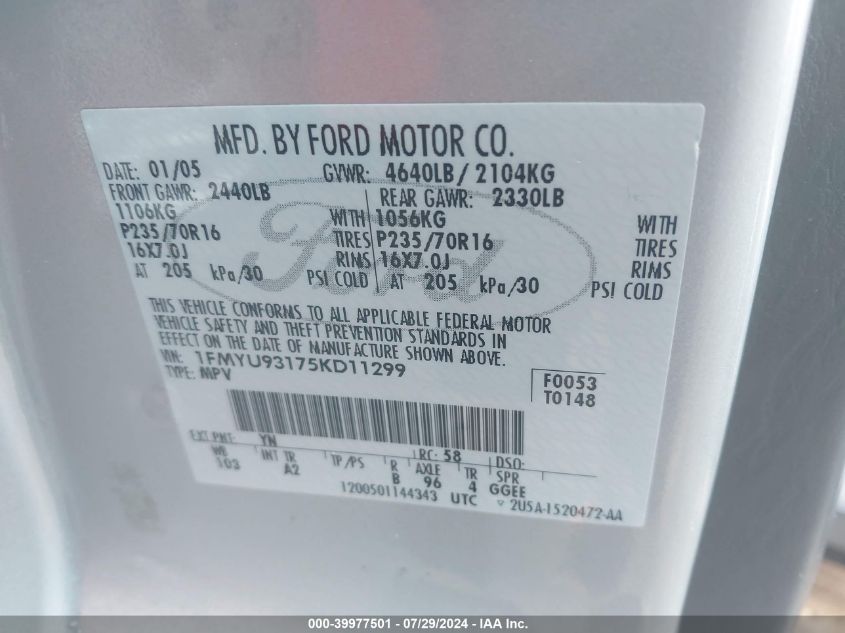 MFD. BY FORD MOTOR CO.
DATE: 01/05 GVWR: 4640LB/ 2104KG
FRONT GAWR: 2440LB REAR GAWR: 2330LB
1106KG WITH 1056KG WITH
P235/70R16 TIRES P235/70R16 TIRES
16X7.0J RIMS 16X7.0J RIMS
AT 205 kPa/30 PSI COLD AT 205 kPa/30 PSI COLD
Ford
THIS VEHICLE CONFORMS TO ALL APPLICABLE FEDERAL MOTOR
VEHICLE SAFETY AND THEFT PREVENTION STANDARDS IN
EFFECT ON THE DATE OF MANUFACTURE SHOWN ABOVE.
VIN: 1FMYU93175KD11299
TYPE: MPV
F0053
T0148
EXT PNT: YN RC: 58 DSO:
WB INT TR TP/PS R AXLE TR SPR
103 A2 B 96 4 GGEE
1200501144343 UTC 2U5A-1520472-AA
000-39977501 - 07/29/2024 - IAA Inc.